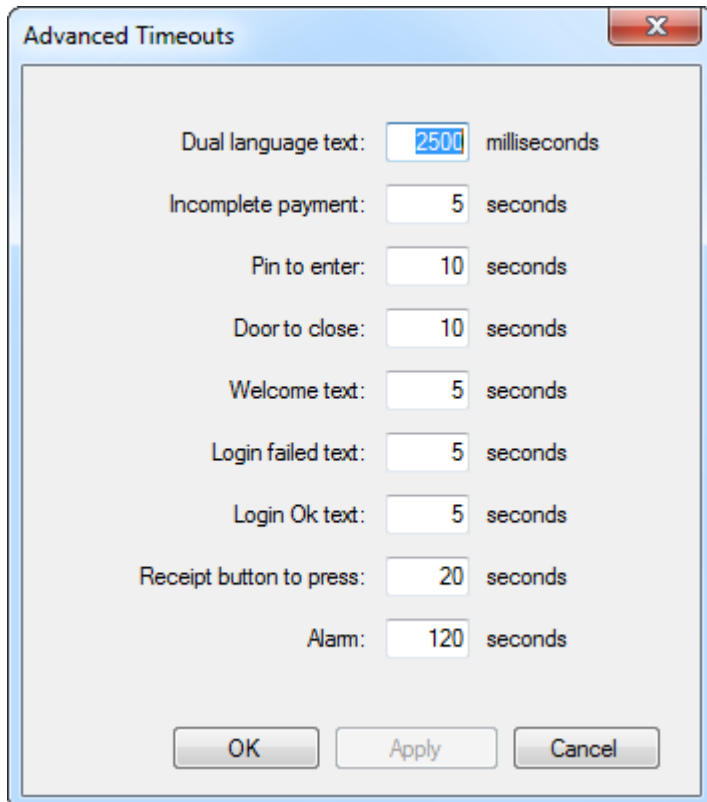 Advanced Timeouts
Dual language text: 2500 milliseconds
Incomplete payment: 5 seconds
Pin to enter: 10 seconds
Door to close: 10 seconds
Welcome text: 5 seconds
Login failed text: 5 seconds
Login Ok text: 5 seconds
Receipt button to press: 20 seconds
Alarm: 120 seconds
OK Apply Cancel